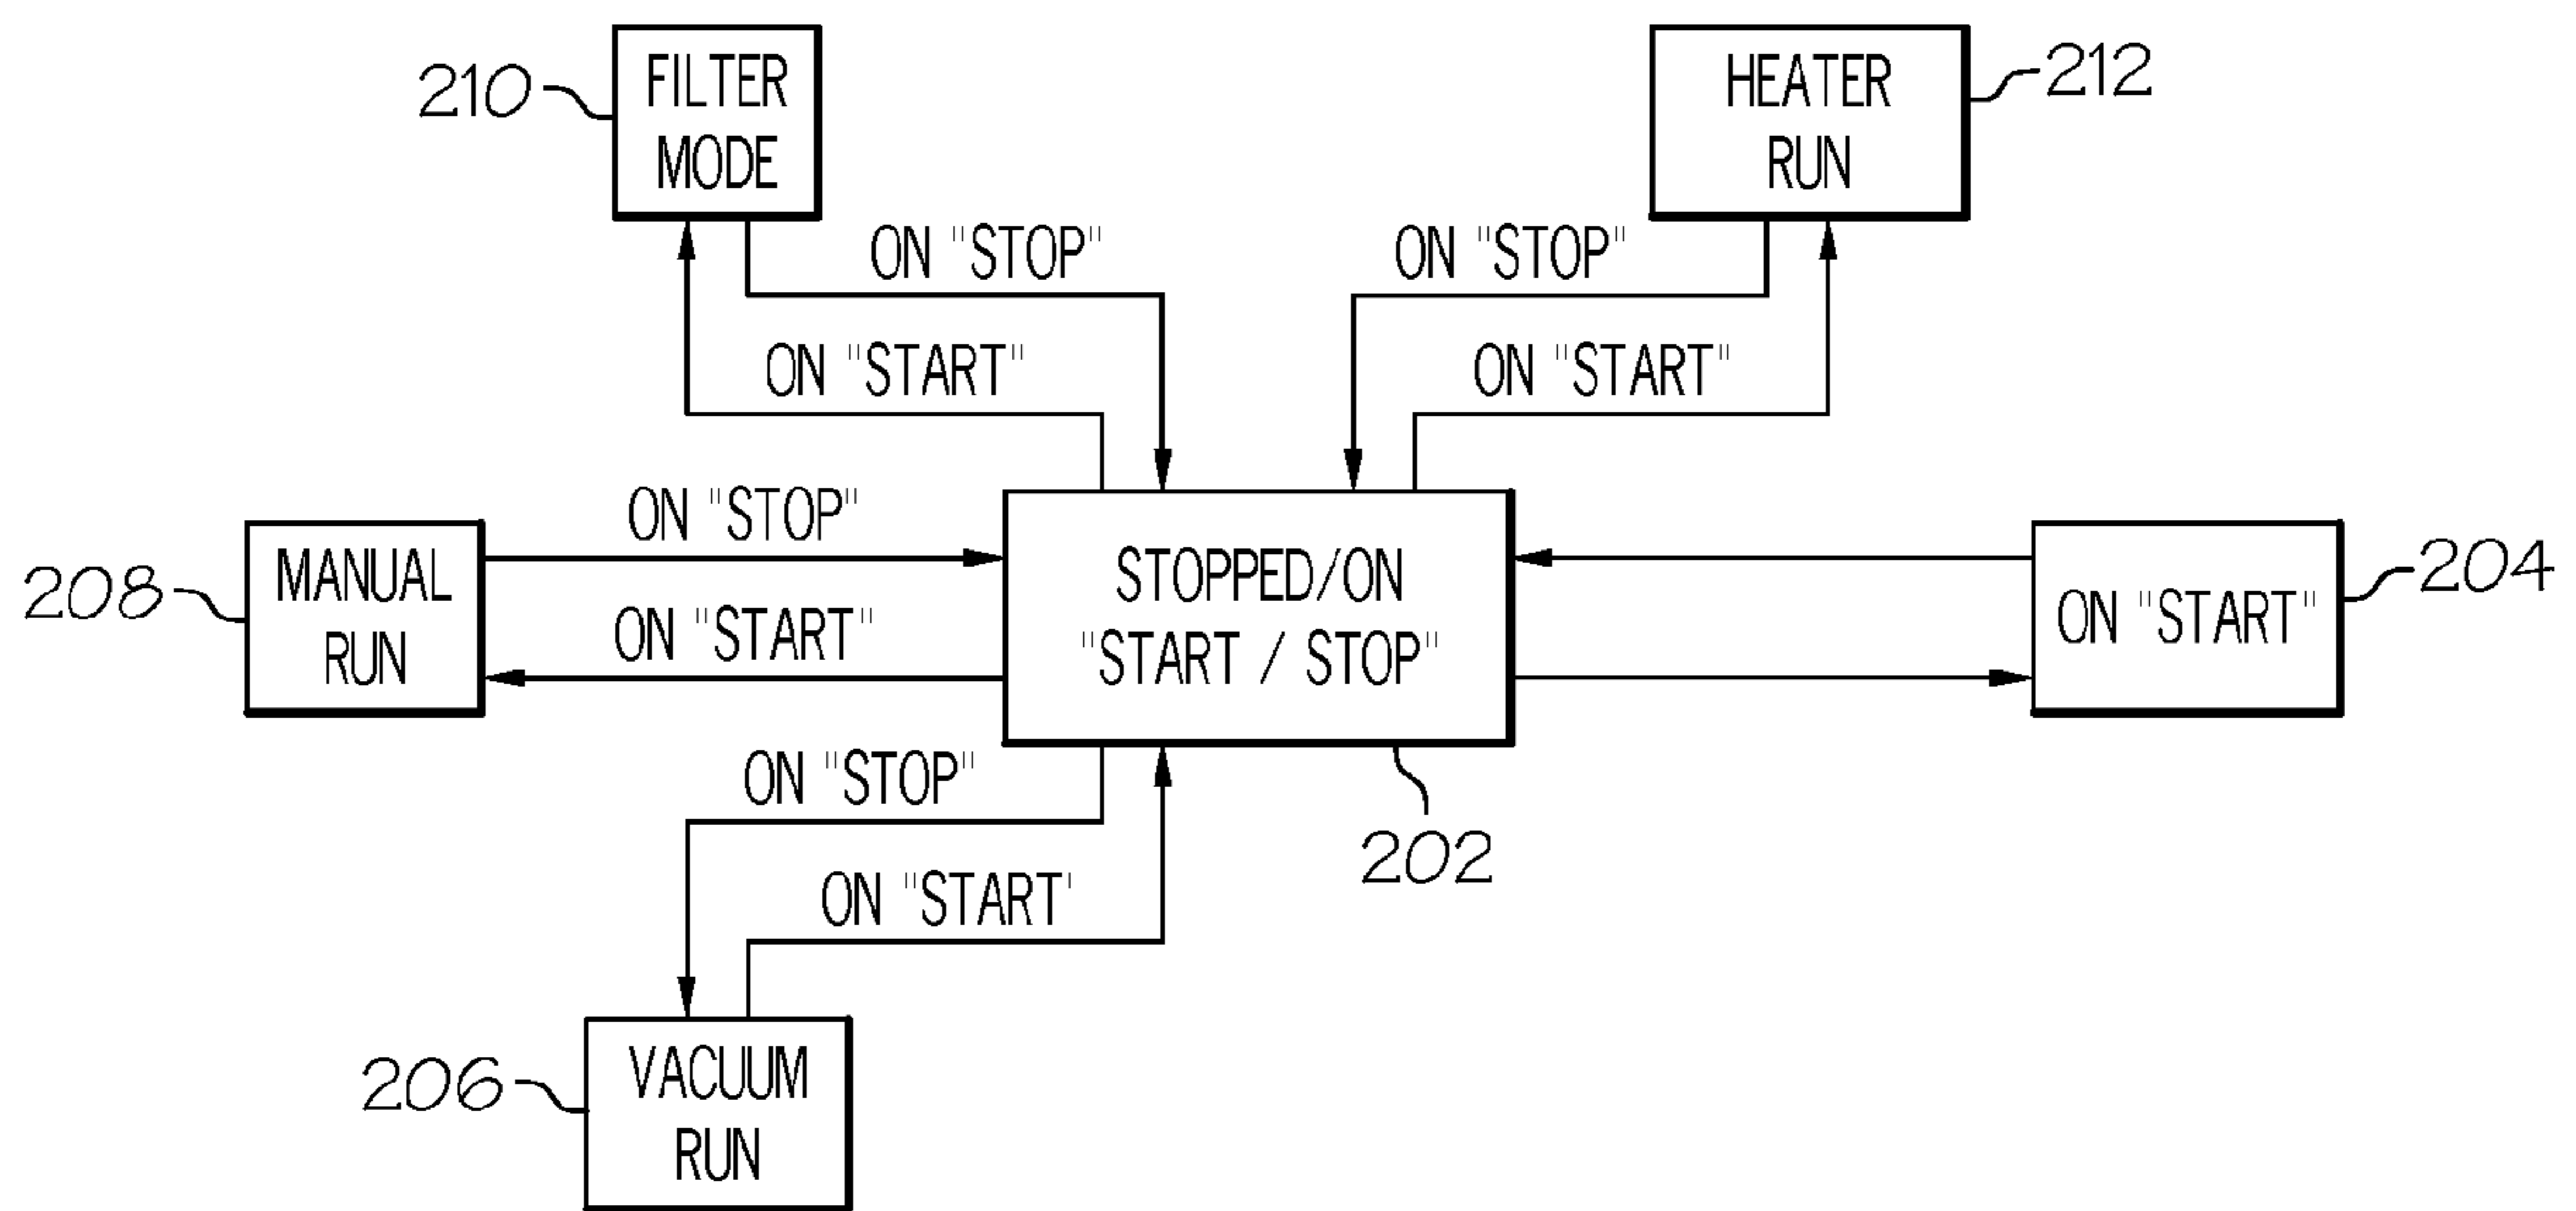 210
FILTER
MODE
HEATER
RUN
212
ON "STOP"
ON "STOP"
ON "START"
ON "START"
208
MANUAL
RUN
ON "STOP"
ON "START"
STOPPED/ON
"START / STOP"
ON "START"
204
ON "STOP"
202
ON "START'
206
VACUUM
RUN